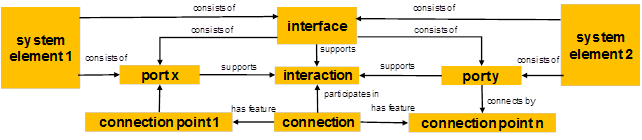 consists of
interface
consists of
system
element 1
consists of
consists of
system
element 2
supports
consists of
consists of
port x
supports
interaction
supports
port y
participates in
connects by
connection point 1
has feature
connection
has feature
connection point n